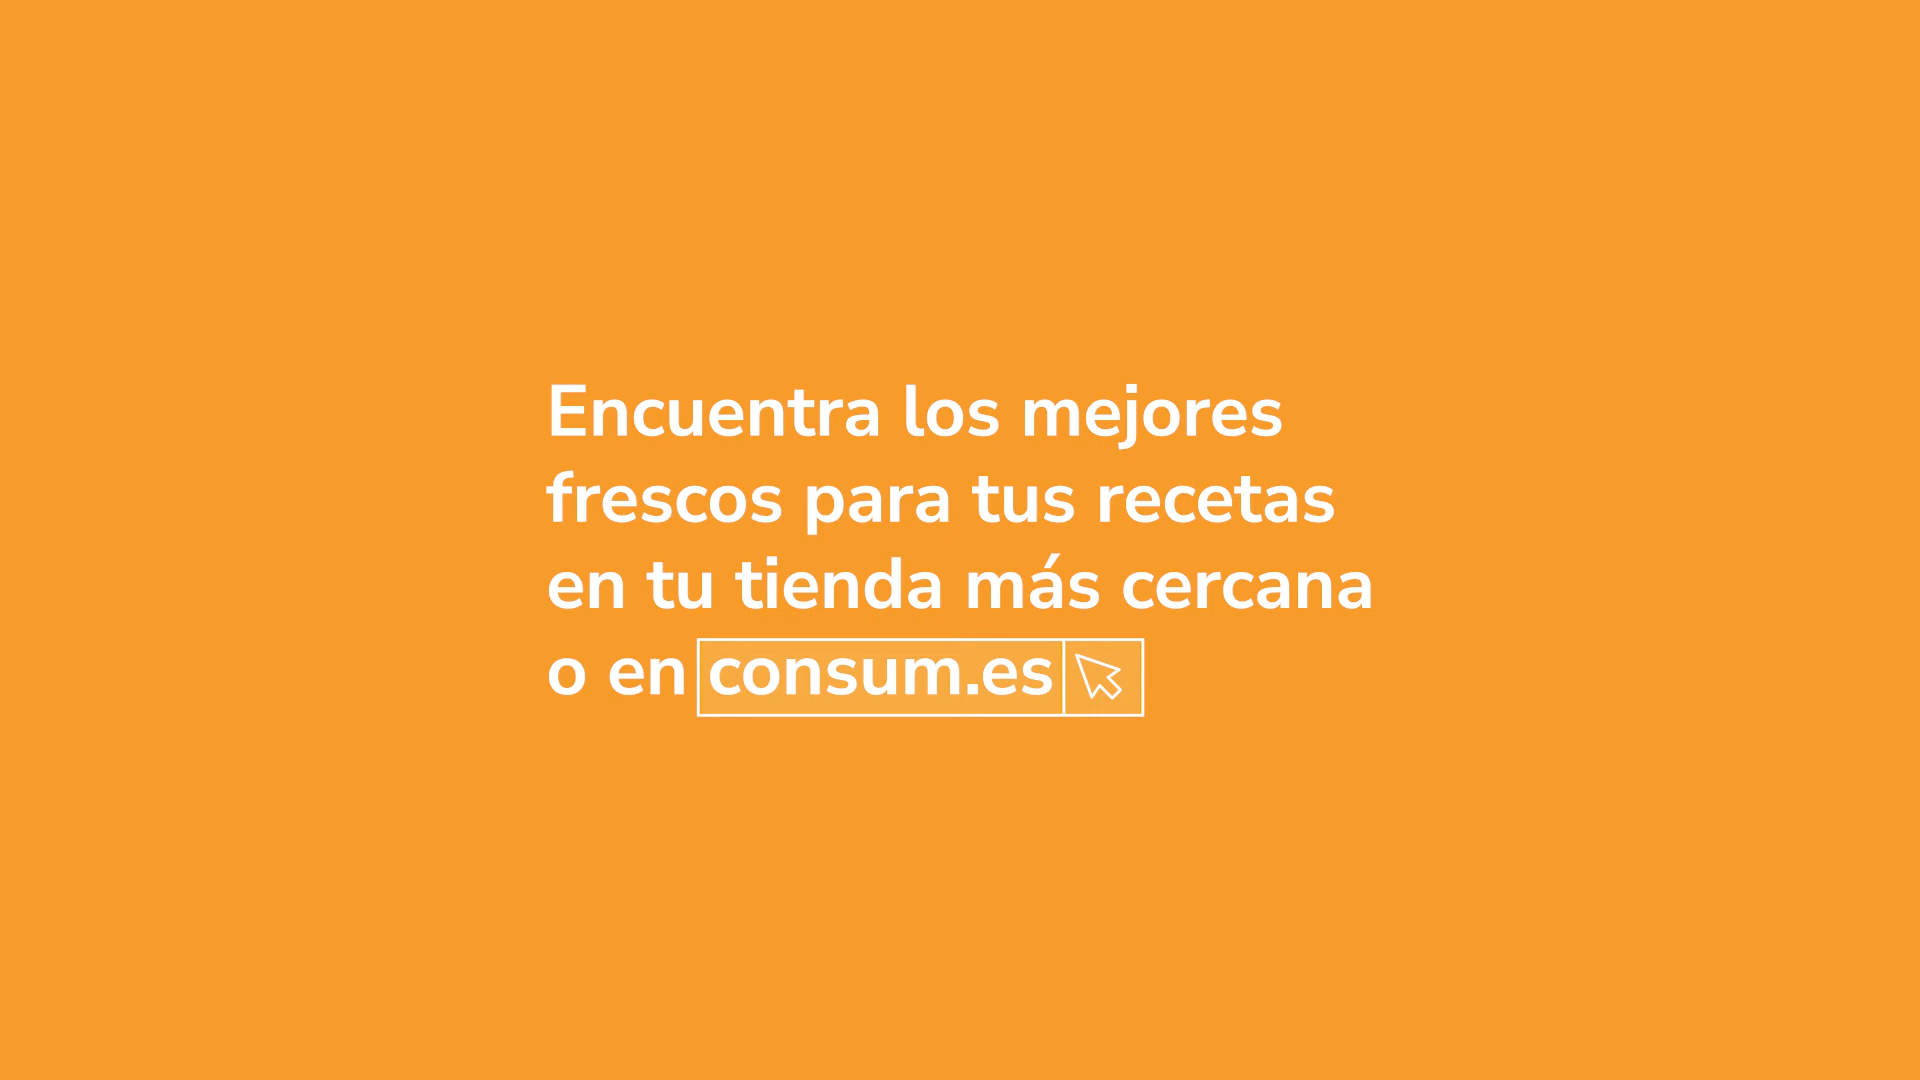 Encuentra los mejores
frescos para tus recetas
en tu tienda más cercana
o en consum.es